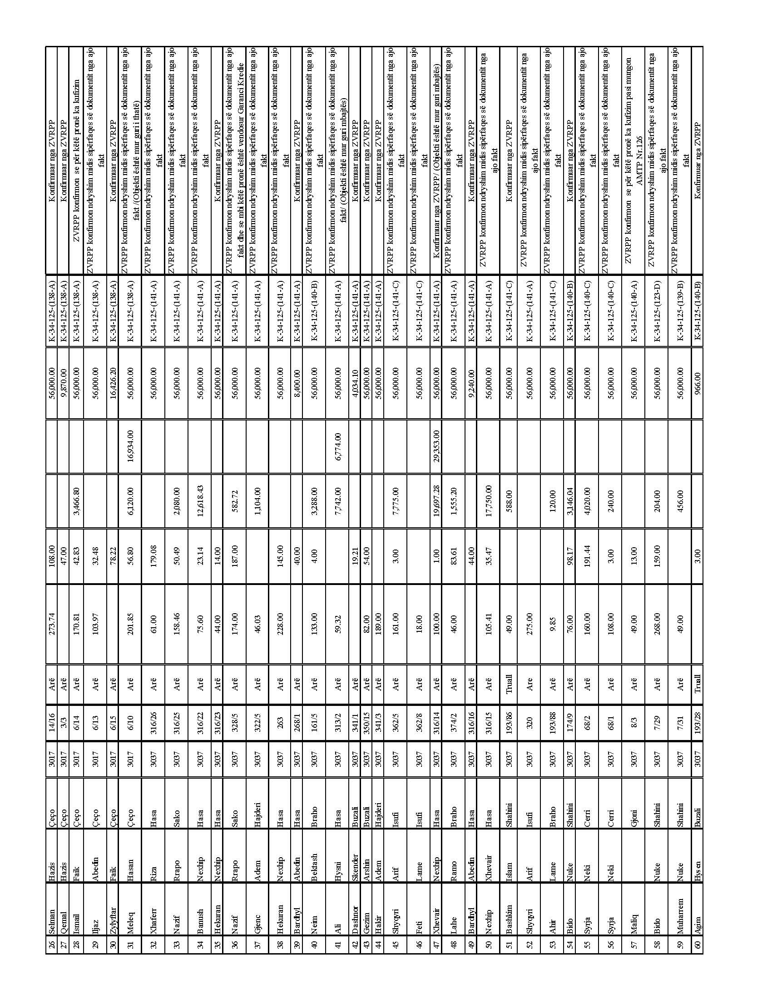 26 Selman Hazis Çeço 3017 14/16 Arë 273.74 108.00 56,000.00 K-34-125-(138-A) Konfirmuar nga ZVRPP
27 Qemal Hazis Çeço 3017 3/3 Arë 47.00 9,870.00 K-34-125-(138-A) Konfirmuar nga ZVRPP
28 Ismail Faik Çeço 3017 6/14 Arë 170.81 42.83 3,466.80 56,000.00 K-34-125-(138-A) ZVRPP konfirmon se për këtë pronë ka kufizim
29 Iljaz Abedin Çeço 3017 6/13 Arë 103.97 32.48 56,000.00 K-34-125-(138-A) ZVRPP konfirmon ndryshim midis sipërfaqes së dokumentit nga ajo
fakt
30 Zylyftar Faik Çeço 3017 6/15 Arë 78.22 16,426.20 K-34-125-(138-A) Konfirmuar nga ZVRPP
31 Meleq Hasan Çeço 3017 6/10 Arë 201.85 56.80 6,120.00 16,934.00 56,000.00 K-34-125-(138-A) ZVRPP konfirmon ndryshim midis sipërfaqes së dokumentit nga ajo
fakt /(Objekti është mur guri i thatë)
32 Xhaferr Riza Hasa 3037 316/26 Arë 61.00 179.08 56,000.00 K-34-125-(141-A) ZVRPP konfirmon ndryshim midis sipërfaqes së dokumentit nga ajo
fakt
33 Nazif Rrapo Sako 3037 316/25 Arë 158.46 50.49 2,080.00 56,000.00 K-34-125-(141-A) ZVRPP konfirmon ndryshim midis sipërfaqes së dokumentit nga ajo
fakt
34 Banush Nexhip Hasa 3037 316/22 Arë 75.60 23.14 12,618.43 56,000.00 K-34-125-(141-A) ZVRPP konfirmon ndryshim midis sipërfaqes së dokumentit nga ajo
fakt
35 Hekuran Nexhip Hasa 3037 316/23 Arë 44.00 14.00 56,000.00 K-34-125-(141-A) Konfirmuar nga ZVRPP
36 Nazif Rrapo Sako 3037 328/5 Arë 174.00 187.00 582.72 56,000.00 K-34-125-(141-A) ZVRPP konfirmon ndryshim midis sipërfaqes së dokumentit nga ajo
fakt dhe se mbi këtë pronë është vendosur Garanci Kredie
37 Gjenc Adem Hajderi 3037 322/5 Arë 46.03 1,104.00 56,000.00 K-34-125-(141-A) ZVRPP konfirmon ndryshim midis sipërfaqes së dokumentit nga ajo
fakt
38 Hekuran Nexhip Hasa 3037 263 Arë 228.00 145.00 56,000.00 K-34-125-(141-A) ZVRPP konfirmon ndryshim midis sipërfaqes së dokumentit nga ajo
fakt
39 Bardhyl Abedin Hasa 3037 268/1 Arë 40.00 8,400.00 K-34-125-(141-A) Konfirmuar nga ZVRPP
40 Neim Bektash Braho 3037 161/5 Arë 133.00 4.00 3,288.00 56,000.00 K-34-125-(140-B) ZVRPP konfirmon ndryshim midis sipërfaqes së dokumentit nga ajo
fakt
41 Ali Hysni Hasa 3037 313/2 Arë 59.32 7,742.00 6,774.00 56,000.00 K-34-125-(141-A) ZVRPP konfirmon ndryshim midis sipërfaqes së dokumentit nga ajo
fakt/ (Objekti është mur guri mbajtës)
42 Dashnor Skender Buzali 3037 341/1 Arë 19.21 4,034.10 K-34-125-(141-A) Konfirmuar nga ZVRPP
43 Gezim Arshin Buzali 3037 350/15 Arë 82.00 54.00 56,000.00 K-34-125-(141-A) Konfirmuar nga ZVRPP
44 Hakir Adem Hajderi 3037 341/3 Arë 189.00 56,000.00 K-34-125-(141-A) Konfirmuar nga ZVRPP
45 Shyqyri Arif Isufi 3037 362/5 Arë 161.00 3.00 7,775.00 56,000.00 K-34-125-(141-C) ZVRPP konfirmon ndryshim midis sipërfaqes së dokumentit nga ajo
fakt
46 Feti Lame Isufi 3037 362/8 Arë 18.00 56,000.00 K-34-125-(141-C) ZVRPP konfirmon ndryshim midis sipërfaqes së dokumentit nga ajo
fakt
47 Xhevair Nexhip Hasa 3037 316/14 Arë 100.00 1.00 19,697.28 29,353.00 56,000.00 K-34-125-(141-A) Konfirmuar nga ZVRPP/ (Objekti është mur guri mbajtës)
48 Lahe Ramo Braho 3037 374/2 Arë 46.00 83.61 1,555.20 56,000.00 K-34-125-(141-A) ZVRPP konfirmon ndryshim midis sipërfaqes së dokumentit nga ajo
fakt
49 Bardhyl Abedin Hasa 3037 316/16 Arë 44.00 9,240.00 K-34-125-(141-A) Konfirmuar nga ZVRPP
50 Nexhip Xhevair Hasa 3037 316/15 Arë 105.41 35.47 17,750.00 56,000.00 K-34-125-(141-A) ZVRPP konfirmon ndryshim midis sipërfaqes së dokumentit nga
ajo fakt
51 Bashkim Islam Shahini 3037 193/86 Truall 49.00 588.00 56,000.00 K-34-125-(141-C) Konfirmuar nga ZVRPP
52 Shyqyri Arif Isufi 3037 320 Are 275.00 56,000.00 K-34-125-(141-A) ZVRPP konfirmon ndryshim midis sipërfaqes së dokumentit nga
ajo fakt
53 Ahir Lame Braho 3037 193/88 Arë 9.85 120.00 56,000.00 K-34-125-(141-C) ZVRPP konfirmon ndryshim midis sipërfaqes së dokumentit nga ajo
fakt
54 Bido Nuke Shahini 3037 174/9 Arë 76.00 98.17 3,146.04 56,000.00 K-34-125-(140-B) Konfirmuar nga ZVRPP
55 Syrja Neki Cerri 3037 68/2 Arë 160.00 191.44 4,020.00 56,000.00 K-34-125-(140-C) ZVRPP konfirmon ndryshim midis sipërfaqes së dokumentit nga ajo
fakt
56 Syrja Neki Cerri 3037 68/1 Arë 108.00 3.00 240.00 56,000.00 K-34-125-(140-C) ZVRPP konfirmon ndryshim midis sipërfaqes së dokumentit nga ajo
fakt
57 Maliq Gjoni 3037 8/3 Arë 49.00 13.00 56,000.00 K-34-125-(140-A) ZVRPP konfirmon se për këtë pronë ka kufizim pasi mungon
AMTP Nr.126
58 Bido Nuke Shahini 3037 7/29 Arë 268.00 159.00 204.00 56,000.00 K-34-125-(123-D) ZVRPP konfirmon ndryshim midis sipërfaqes së dokumentit nga
ajo fakt
59 Muharrem Nuke Shahini 3037 7/31 Arë 49.00 456.00 56,000.00 K-34-125-(139-B) ZVRPP konfirmon ndryshim midis sipërfaqes së dokumentit nga ajo
fakt
60 Agim Hysen Buzali 3037 193/28 Truall 3.00 966.00 K-34-125-(140-B) Konfirmuar nga ZVRPP